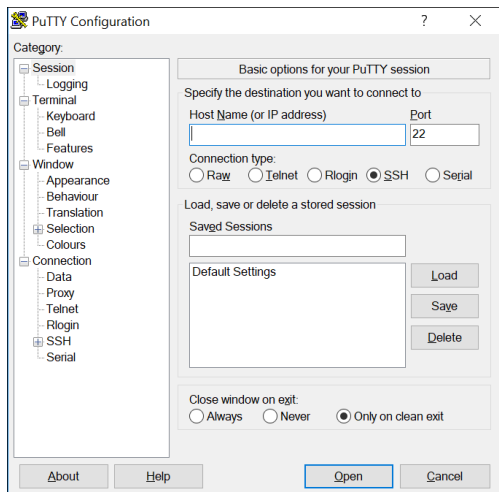 PuTTY Configuration
?
Category:
Session
Logging
Terminal
Keyboard
Bell
Features
Window
Appearance
Behaviour
Translation
Selection
Colours
Connection
Data
Proxy
Telnet
Rlogin
SSH
Serial
Basic options for your PuTTY session
Specify the destination you want to connect to
Host Name (or IP address) Port
22
Connection type:
Raw Telnet Rlogin SSH Serial
Load, save or delete a stored session
Saved Sessions
Default Settings
Load
Save
Delete
Close window on exit:
Always Never Only on clean exit
About Help Open Cancel